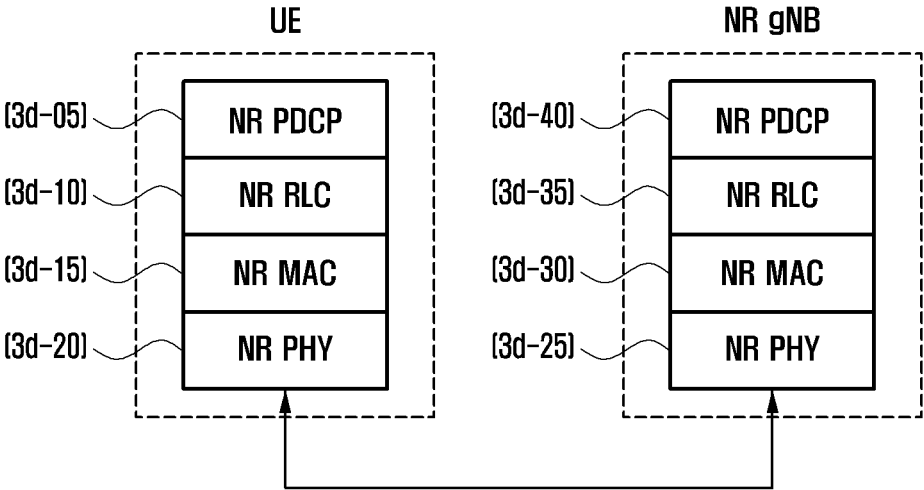 UE
NR gNB
(3d-05)
NR PDCP
(3d-40)
NR PDCP
(3d-10)
NR RLC
(3d-35)
NR RLC
(3d-15)
NR MAC
(3d-30)
NR MAC
(3d-20)
NR PHY
(3d-25)
NR PHY